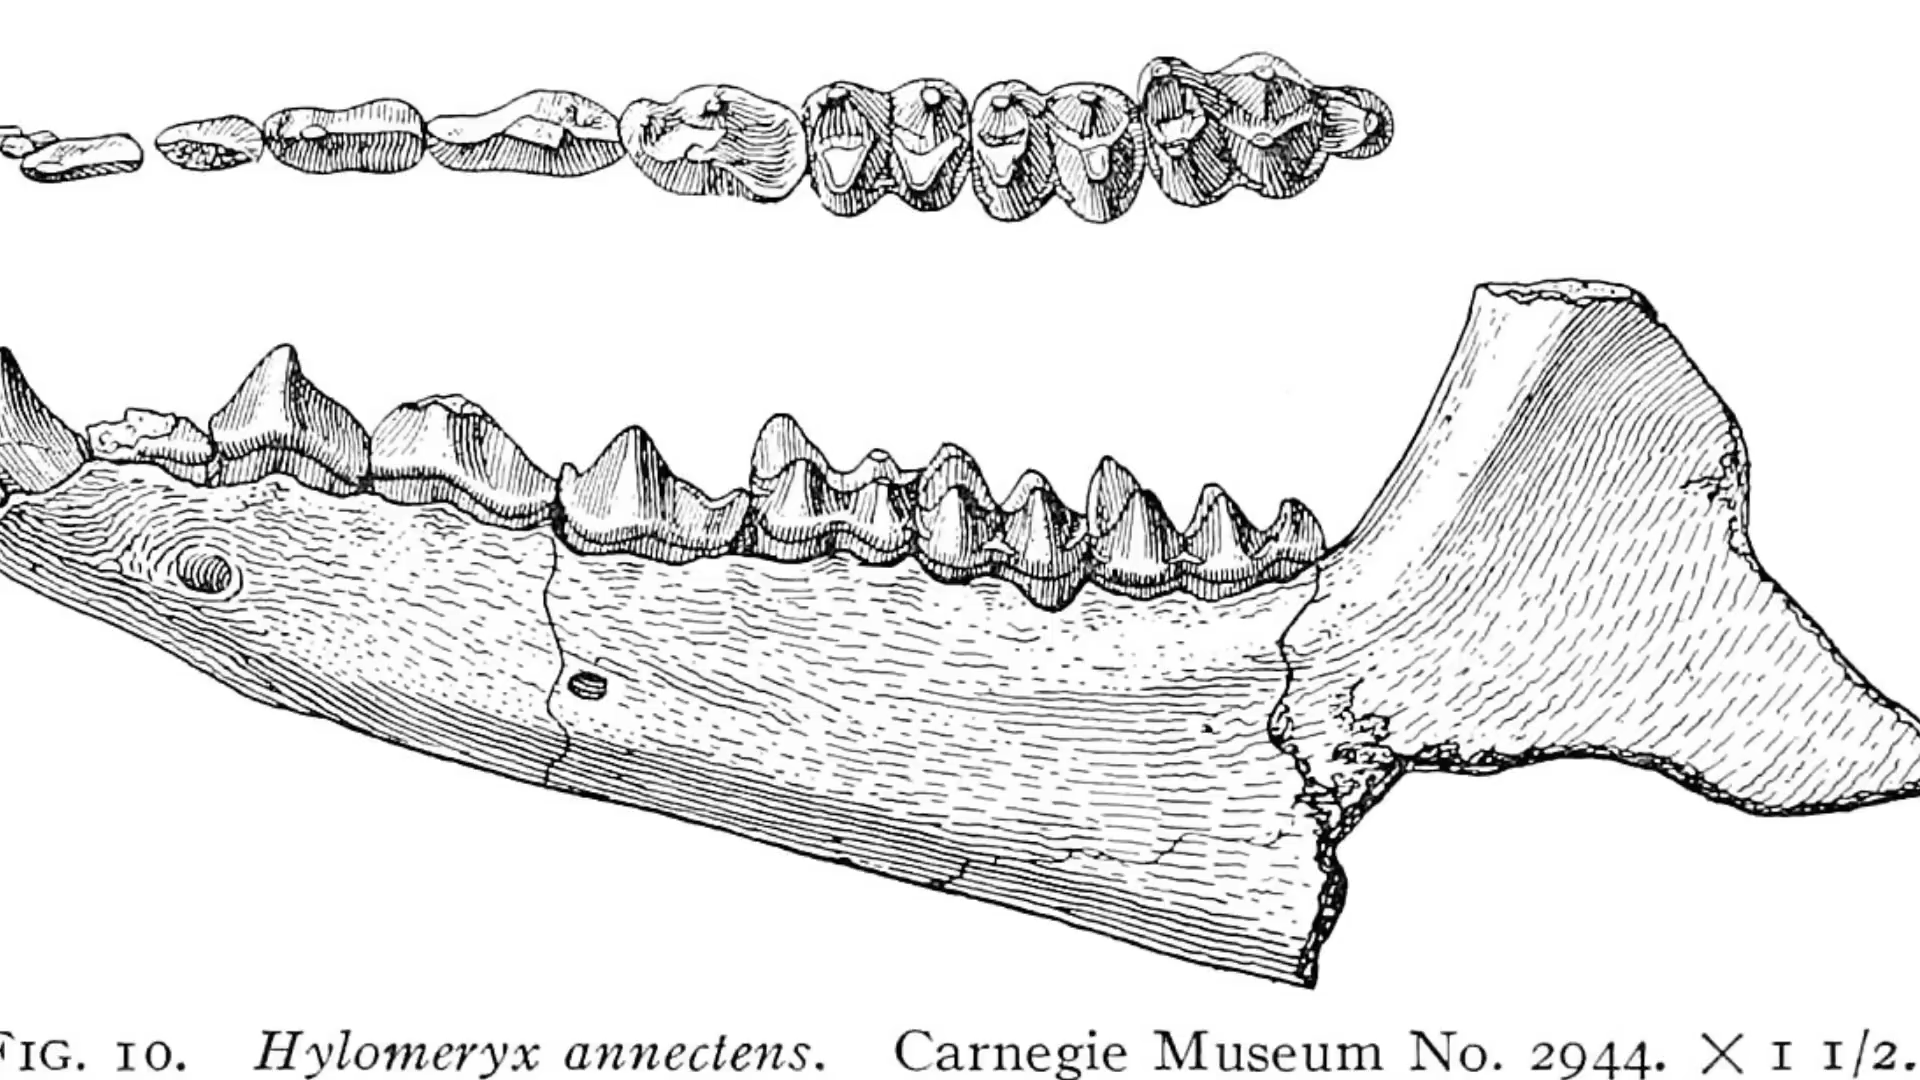 FIG. 10. Hylomeryx annectens. Carnegie Museum No. 2944. × 1 1/2.